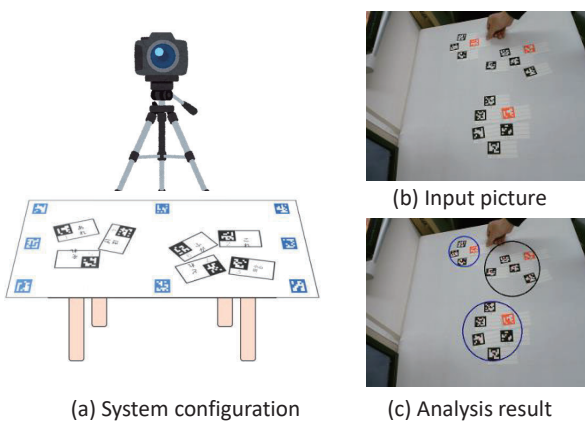 (b) Input picture
(a) System configuration
(c) Analysis result